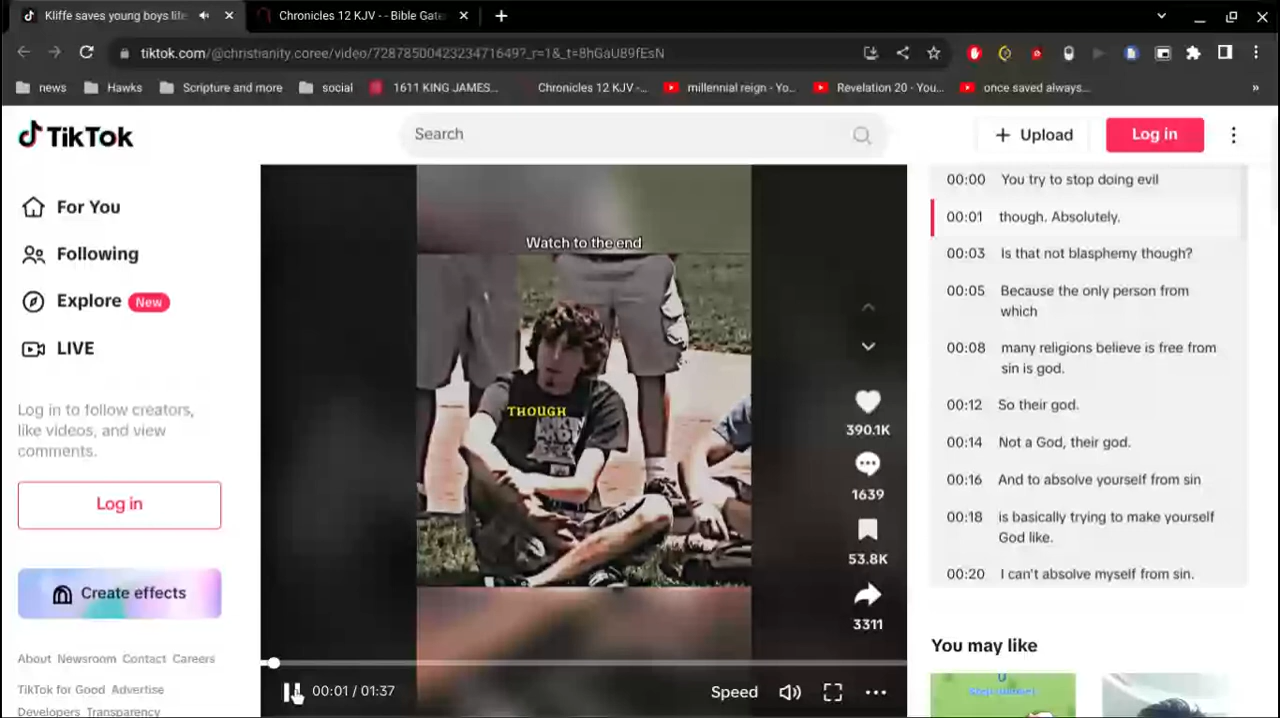 Kliffe saves young boys life
Chronicles 12 KJV - - Bible Gate
tiktok.com/@christianity.coree/video/7287850042323471649?_r=1&_t=8hGaU89fEsN
news
Hawks
Scripture and more
social
1611 KING JAMES...
Chronicles 12 KJV -...
millennial reign - Yo...
Revelation 20 - You...
once saved always...
»
TikTok
Search
Upload
Log in
For You
Following
Explore New
LIVE
Log in to follow creators,
like videos, and view
comments.
Log in
Create effects
About Newsroom Contact Careers
TikTok for Good Advertise
Developers Transparency
Watch to the end
THOUGH
390.1K
1639
53.8K
3311
00:01 / 01:37
Speed
00:00 You try to stop doing evil
00:01 though. Absolutely.
00:03 Is that not blasphemy though?
00:05 Because the only person from
which
00:08 many religions believe is free from
sin is god.
00:12 So their god.
00:14 Not a God, their god.
00:16 And to absolve yourself from sin
00:18 is basically trying to make yourself
God like.
00:20 I can't absolve myself from sin.
You may like